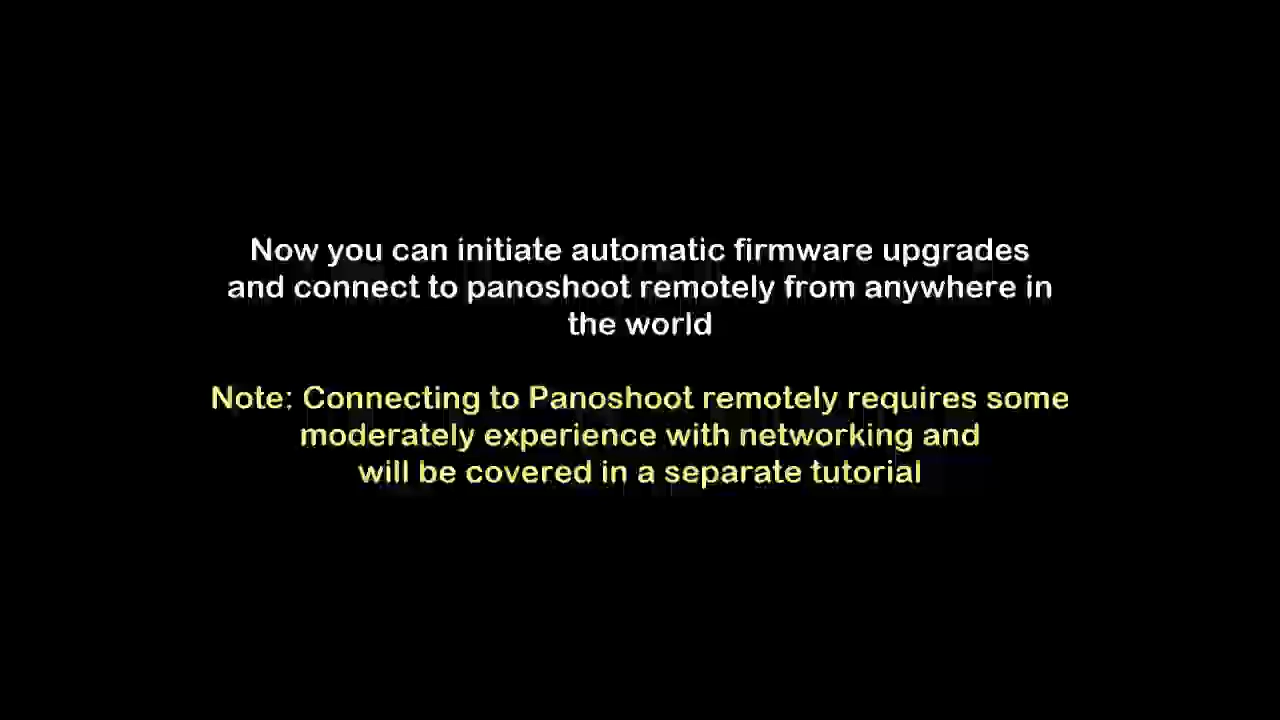 Now you can initiate automatic firmware upgrades
and connect to panoshoot remotely from anywhere in
the world
Note: Connecting to Panoshoot remotely requires some
moderately experience with networking and
will be covered in a separate tutorial